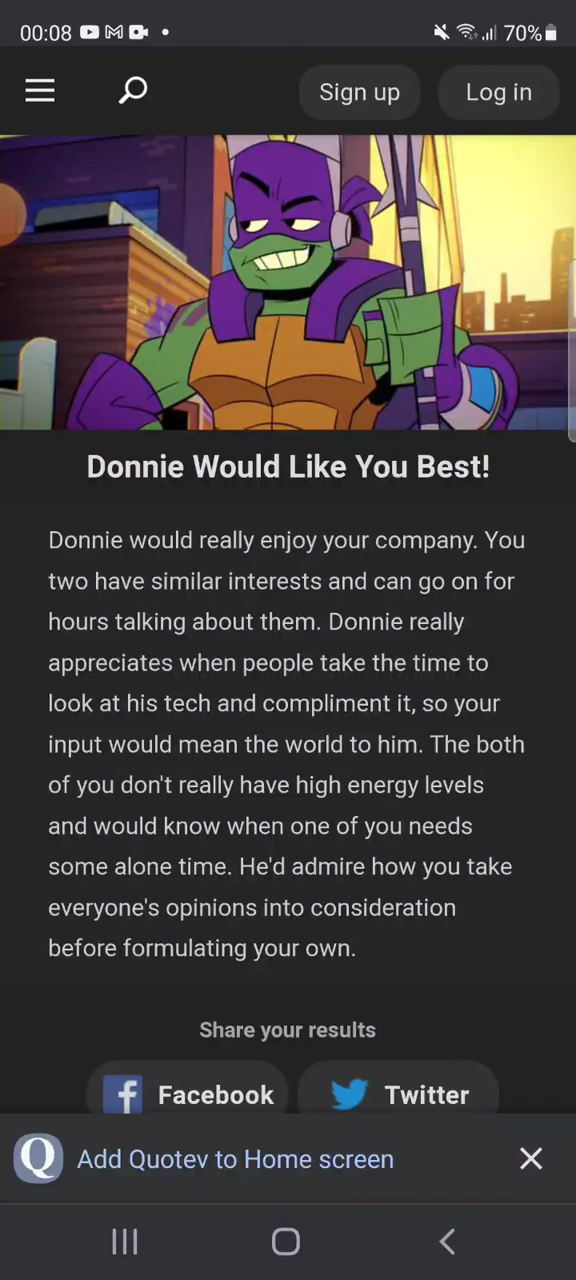 00:08
70%
Sign up
Log in
Donnie Would Like You Best!
Donnie would really enjoy your company. You
two have similar interests and can go on for
hours talking about them. Donnie really
appreciates when people take the time to
look at his tech and compliment it, so your
input would mean the world to him. The both
of you don't really have high energy levels
and would know when one of you needs
some alone time. He'd admire how you take
everyone's opinions into consideration
before formulating your own.
Share your results
Facebook
Twitter
Q Add Quotev to Home screen